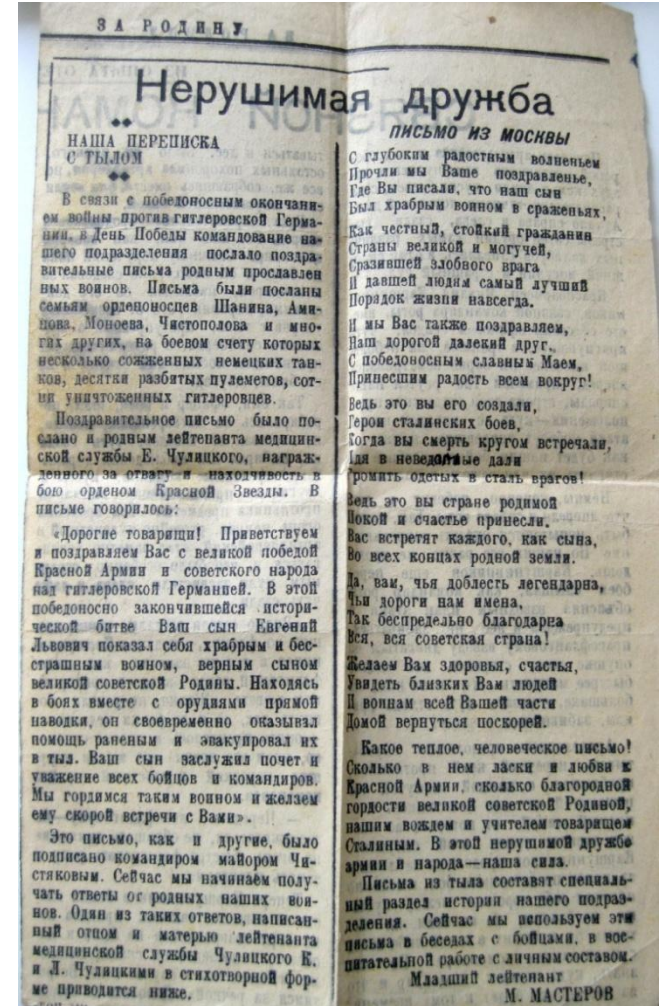 ЗА РОДИНУ
Нерушимая дружба
НАША ПЕРЕПИСКА
С ТЫЛОМ
В связи с победоносным окончани-
ем войны против гитлеровской Герма-
нии, в День Победы командование на-
шего подразделения послало поздра-
вительные письма родным прославлен
ных воинов. Письма были посланы
семьям орденоносцев Шанина, Ами-
нова, Моноева, Чистополова и мно-
гих других, на боевом счету которых
несколько сожженных немецких тан-
ков, десятки разбитых пулеметов, сот-
ни уничтоженных гитлеровцев.
Поздравительное письмо было по-
слано и родным лейтенанта медицин-
ской службы Е. Чулицкого, награж-
денного за отвагу и находчивость в
бою орденом Красной Звезды. В
письме говорилось:
«Дорогие товарищи! Приветствуем
и поздравляем Вас с великой победой
Красной Армии и советского народа
над гитлеровской Германией. В этой
победоносно закончившейся истори-
ческой битве Ваш сын Евгений
Львович показал себя храбрым и бес-
страшным воином, верным сыном
великой советской Родины. Находясь
в боях вместе с орудиями прямой
наводки, он своевременно оказывал
помощь раненым и эвакуировал их
в тыл. Ваш сын заслужил почет и
уважение всех бойцов и командиров.
Мы гордимся таким воином и желаем
ему скорой встречи с Вами».
Это письмо, как и другие, было
подписано командиром майором Чи-
стяковым. Сейчас мы начинаем полу-
чать ответы от родных наших вои-
нов. Один из таких ответов, написан-
ный отцом и матерью лейтенанта
медицинской службы Чулицкого К.
и Л. Чулицкими в стихотворной фор-
ме приводится ниже.
ПИСЬМО ИЗ МОСКВЫ
С глубоким радостным волненьем
Прочли мы Ваше поздравленье,
Где Вы писали, что наш сын
Был храбрым воином в сраженьях,
Как честный, стойкий гражданин
Страны великой и могучей,
Сразившей злобного врага
И давшей людям самый лучший
Порядок жизни навсегда.
И мы Вас также поздравляем,
Наш дорогой далекий друг,
С победоносным славным Маем,
Принесшим радость всем вокруг!
Ведь это вы его создали,
Герои сталинских боев,
Когда вы смерть кругом встречали,
Идя в неведомые дали
Громить одетых в сталь врагов!
Ведь это вы стране родимой
Покой и счастье принесли.
Вас встретят каждого, как сына,
Во всех концах родной земли.
Да, вам, чья доблесть легендарна,
Чьи дороги нам имена,
Так беспредельно благодарна
Вся, вся советская страна!
Желаем Вам здоровья, счастья,
Увидеть близких Вам людей
И воинам всей Вашей части
Домой вернуться поскорей.
Какое теплое, человеческое письмо!
Сколько в нем ласки и любви к
Красной Армии, сколько благородной
гордости великой советской Родиной,
нашим вождем и учителем товарищем
Сталиным. В этой нерушимой дружбе
армии и народа—наша сила.
Письма из тыла составят специаль-
ный раздел истории нашего подраз-
деления. Сейчас мы используем эти
письма в беседах с бойцами, в вос-
питательной работе с личным составом.
Младший лейтенант
М. МАСТЕРОВ